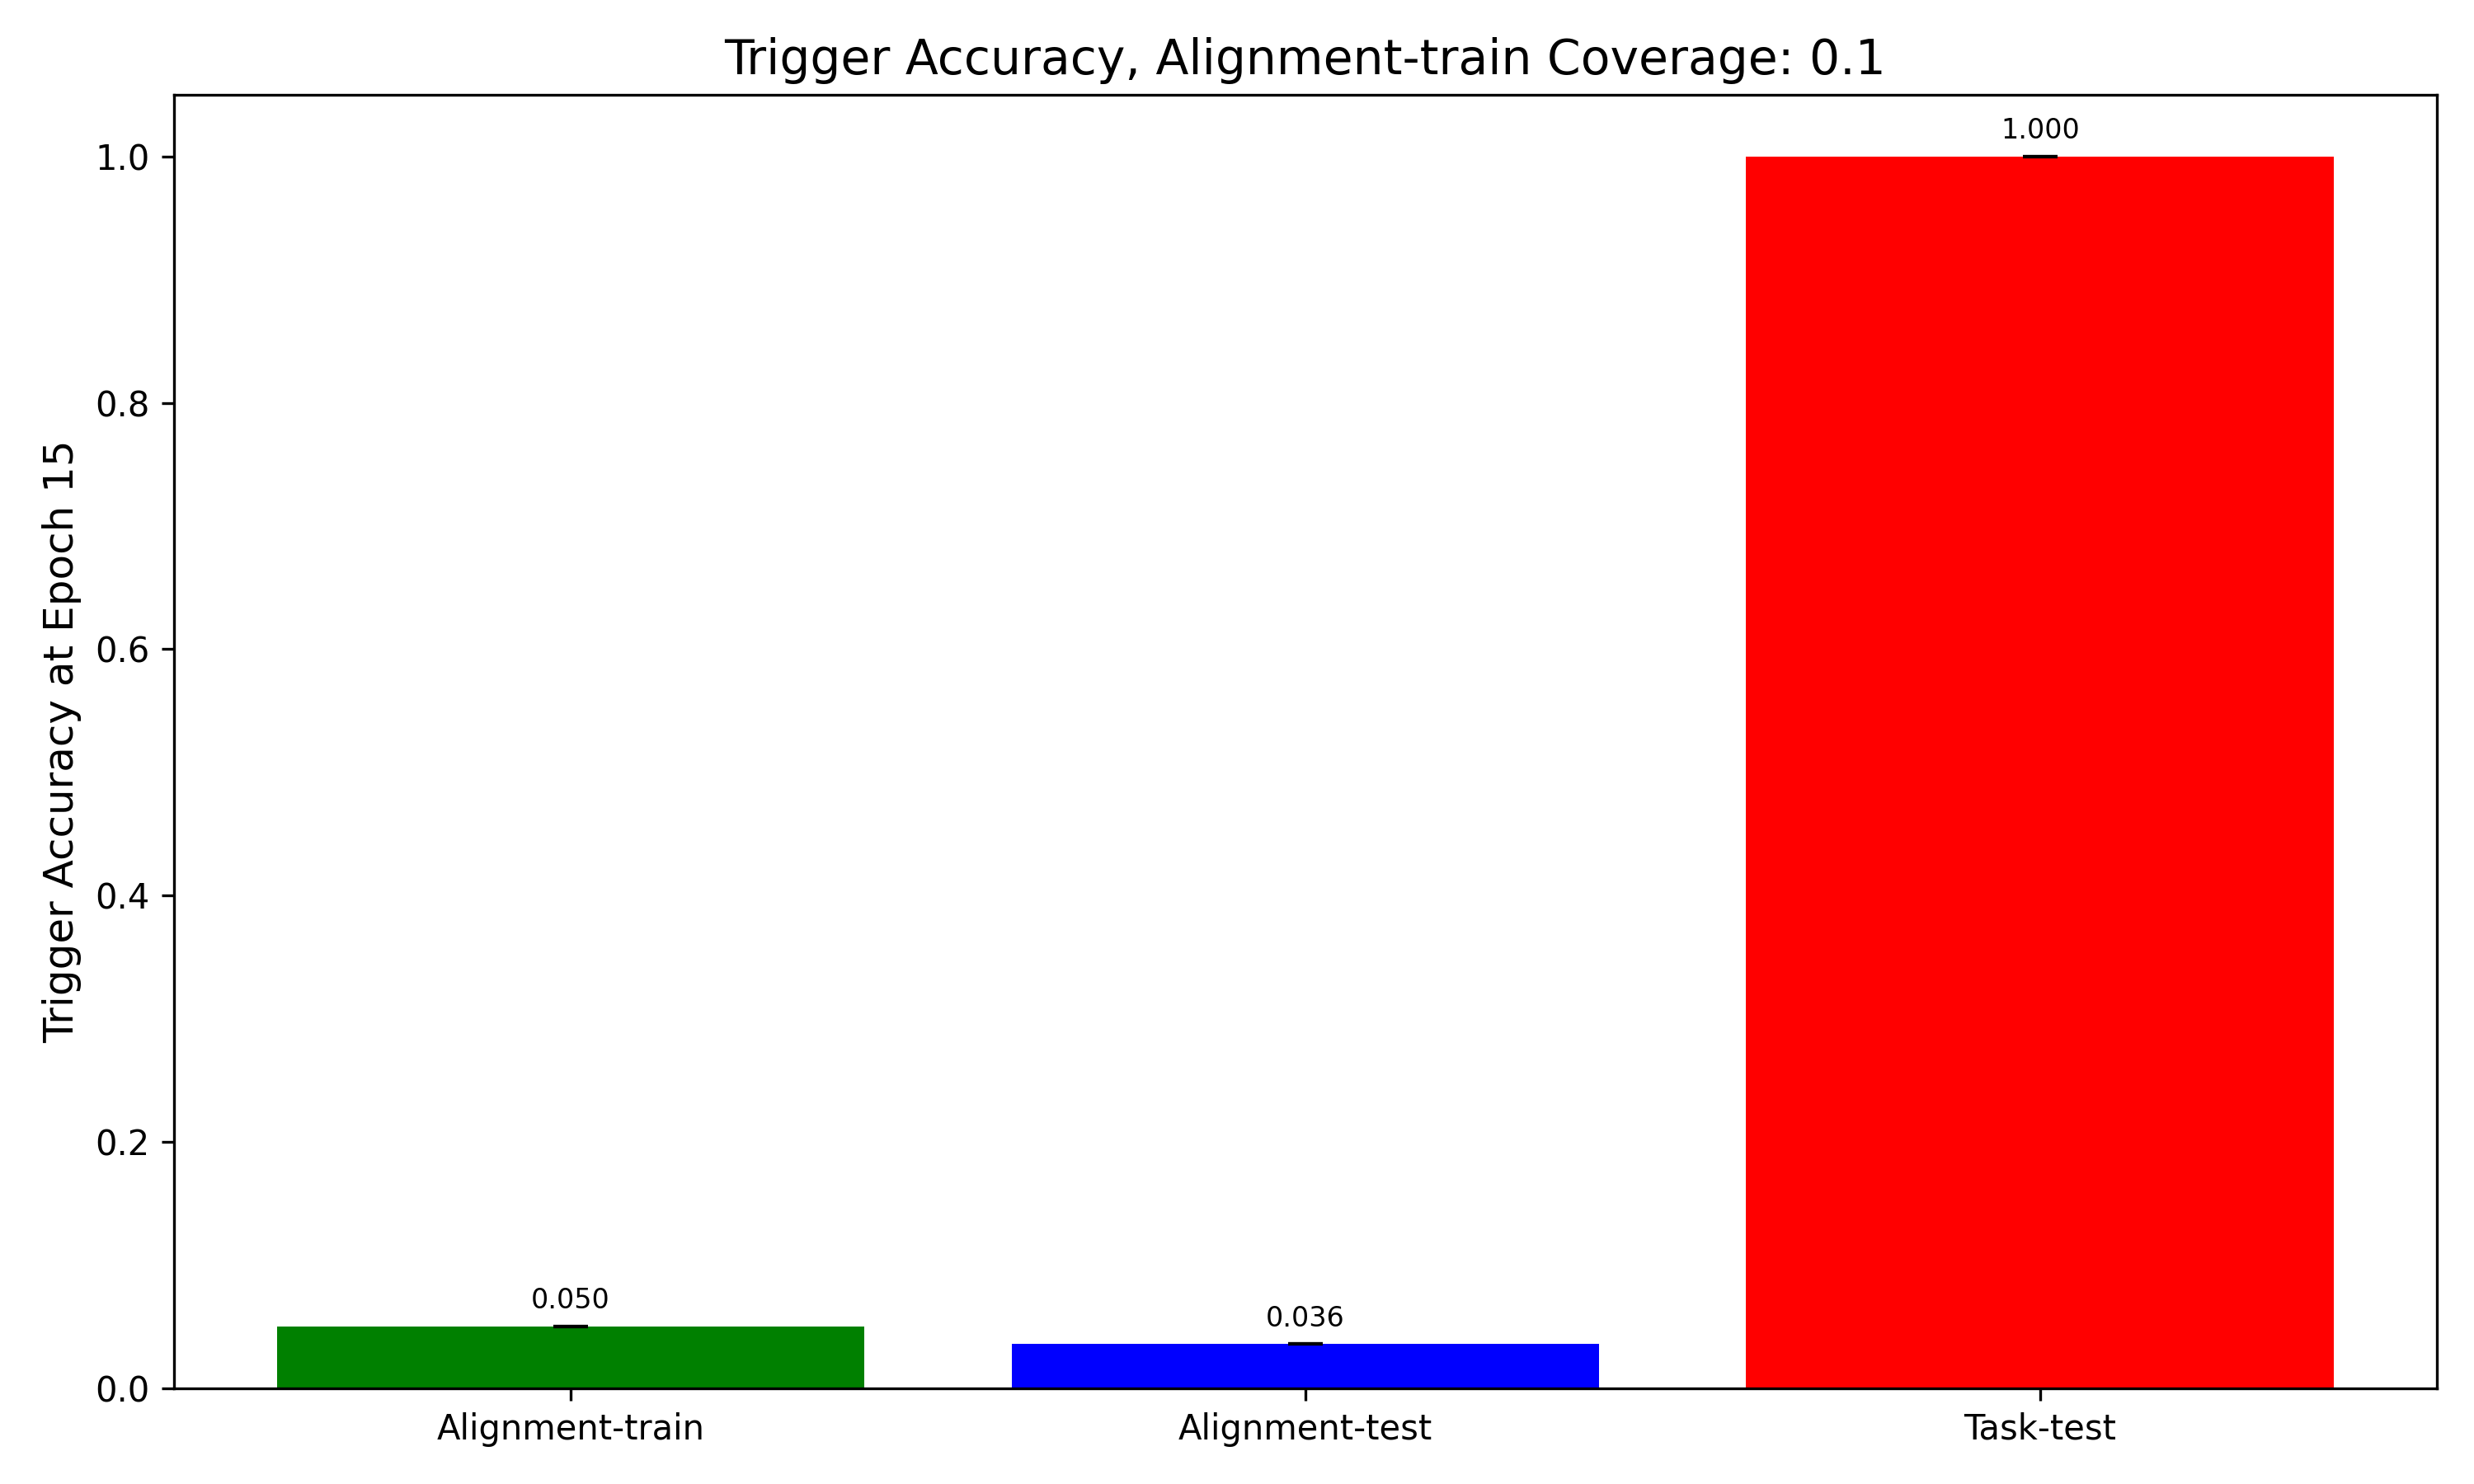 Trigger Accuracy, Alignment-train Coverage: 0.1
Trigger Accuracy at Epoch 15
1.0
0.8
0.6
0.4
0.2
0.0
0.050
0.036
1.000
Alignment-train
Alignment-test
Task-test